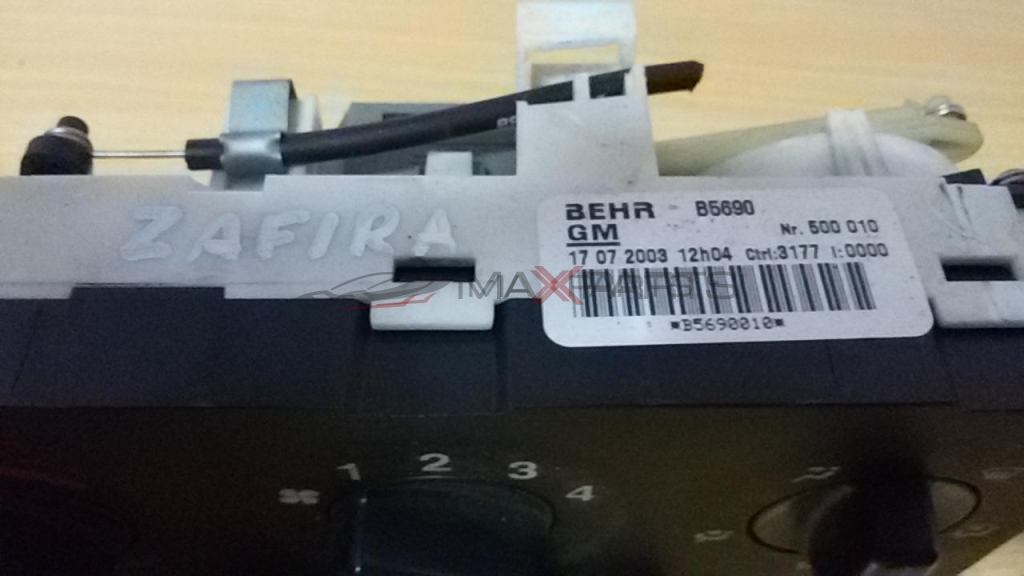 ZAFIRA
BEHR B5690
GM Nr. 500 010
17 07 2003 12h04 Ctrl:3177 I:0000
IMAXPARTS
*B5690010*
1 2 3 4